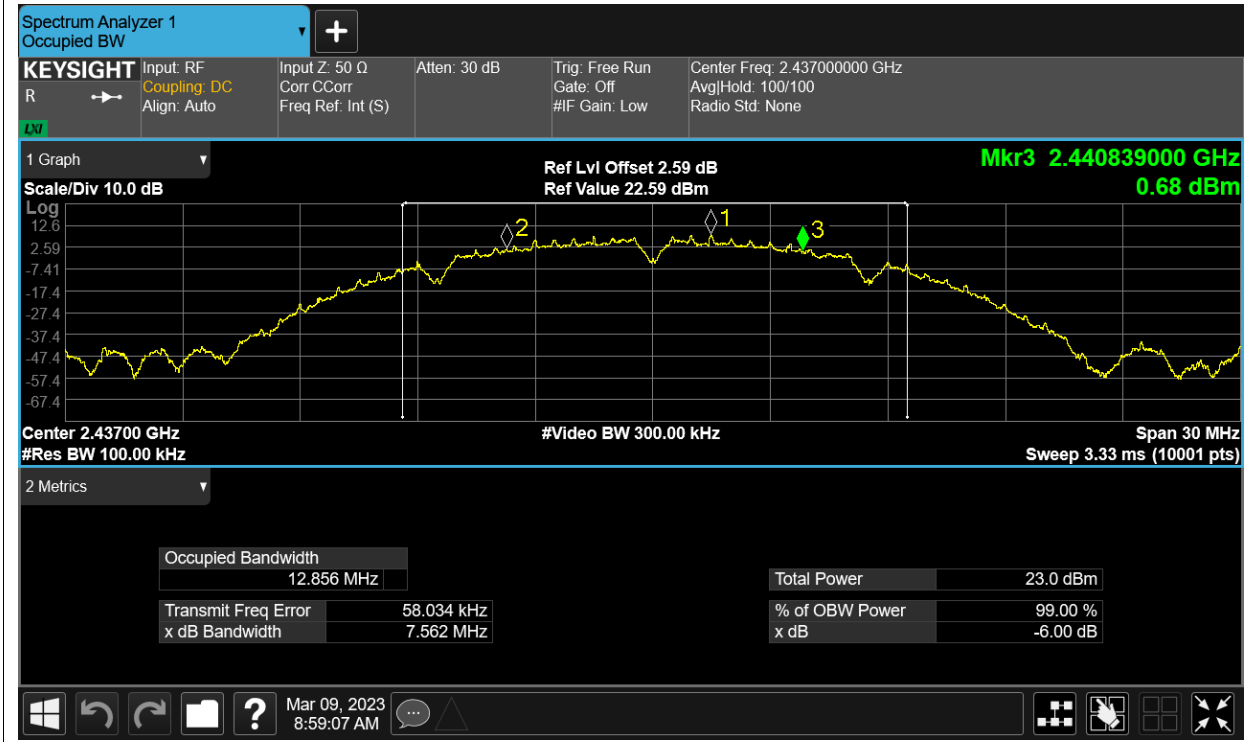 Spectrum Analyzer 1
Occupied BW
KEYSIGHT
R
LXI
Input: RF
Coupling: DC
Align: Auto
Input Z: 50 Ω
Corr CCorr
Freq Ref: Int (S)
Atten: 30 dB
Trig: Free Run
Gate: Off
#IF Gain: Low
Center Freq: 2.437000000 GHz
Avg|Hold: 100/100
Radio Std: None
1 Graph
Scale/Div 10.0 dB
Ref Lvl Offset 2.59 dB
Ref Value 22.59 dBm
Mkr3 2.440839000 GHz
0.68 dBm
Log
12.6
2.59
-7.41
-17.4
-27.4
-37.4
-47.4
-57.4
-67.4
2
1
3
Center 2.43700 GHz
#Res BW 100.00 kHz
#Video BW 300.00 kHz
Span 30 MHz
Sweep 3.33 ms (10001 pts)
2 Metrics
Occupied Bandwidth
12.856 MHz
Transmit Freq Error 58.034 kHz
x dB Bandwidth 7.562 MHz
Total Power 23.0 dBm
% of OBW Power 99.00 %
x dB -6.00 dB
?
Mar 09, 2023
8:59:07 AM